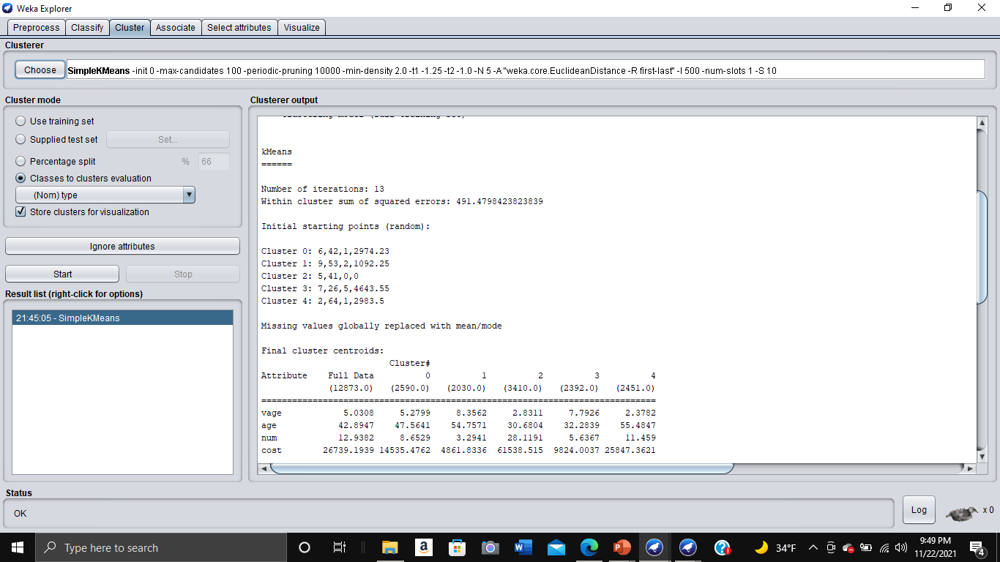 Weka Explorer
Preprocess Classify Cluster Associate Select attributes Visualize
Clusterer
Choose SimpleKMeans -init 0 -max-candidates 100 -periodic-pruning 10000 -min-density 2.0 -t1 -1.25 -t2 -1.0 -N 5 -A "weka.core.EuclideanDistance -R first-last" -I 500 -num-slots 1 -S 10
Cluster mode
Use training set
Supplied test set Set...
Percentage split % 66
Classes to clusters evaluation
(Nom) type
Store clusters for visualization
Ignore attributes
Start Stop
Result list (right-click for options)
21:45:05 - SimpleKMeans
Clusterer output
kMeans
======
Number of iterations: 13
Within cluster sum of squared errors: 491.4798423823839
Initial starting points (random):
Cluster 0: 6,42,1,2974.23
Cluster 1: 9,53,2,1092.25
Cluster 2: 5,41,0,0
Cluster 3: 7,26,5,4643.55
Cluster 4: 2,64,1,2983.5
Missing values globally replaced with mean/mode
Final cluster centroids:
Cluster#
Attribute Full Data 0 1 2 3 4
(12873.0) (2590.0) (2030.0) (3410.0) (2392.0) (2451.0)
=============================================================================
vage 5.0308 5.2799 8.3562 2.8311 7.7926 2.3782
age 42.8947 47.5641 54.7571 30.6804 32.2839 55.4847
num 12.9382 8.6529 3.2941 28.1191 5.6367 11.459
cost 26739.1939 14535.4762 4861.8336 61538.515 9824.0037 25847.3621
Status
OK
Log x 0
Type here to search
34°F
9:49 PM
11/22/2021
4